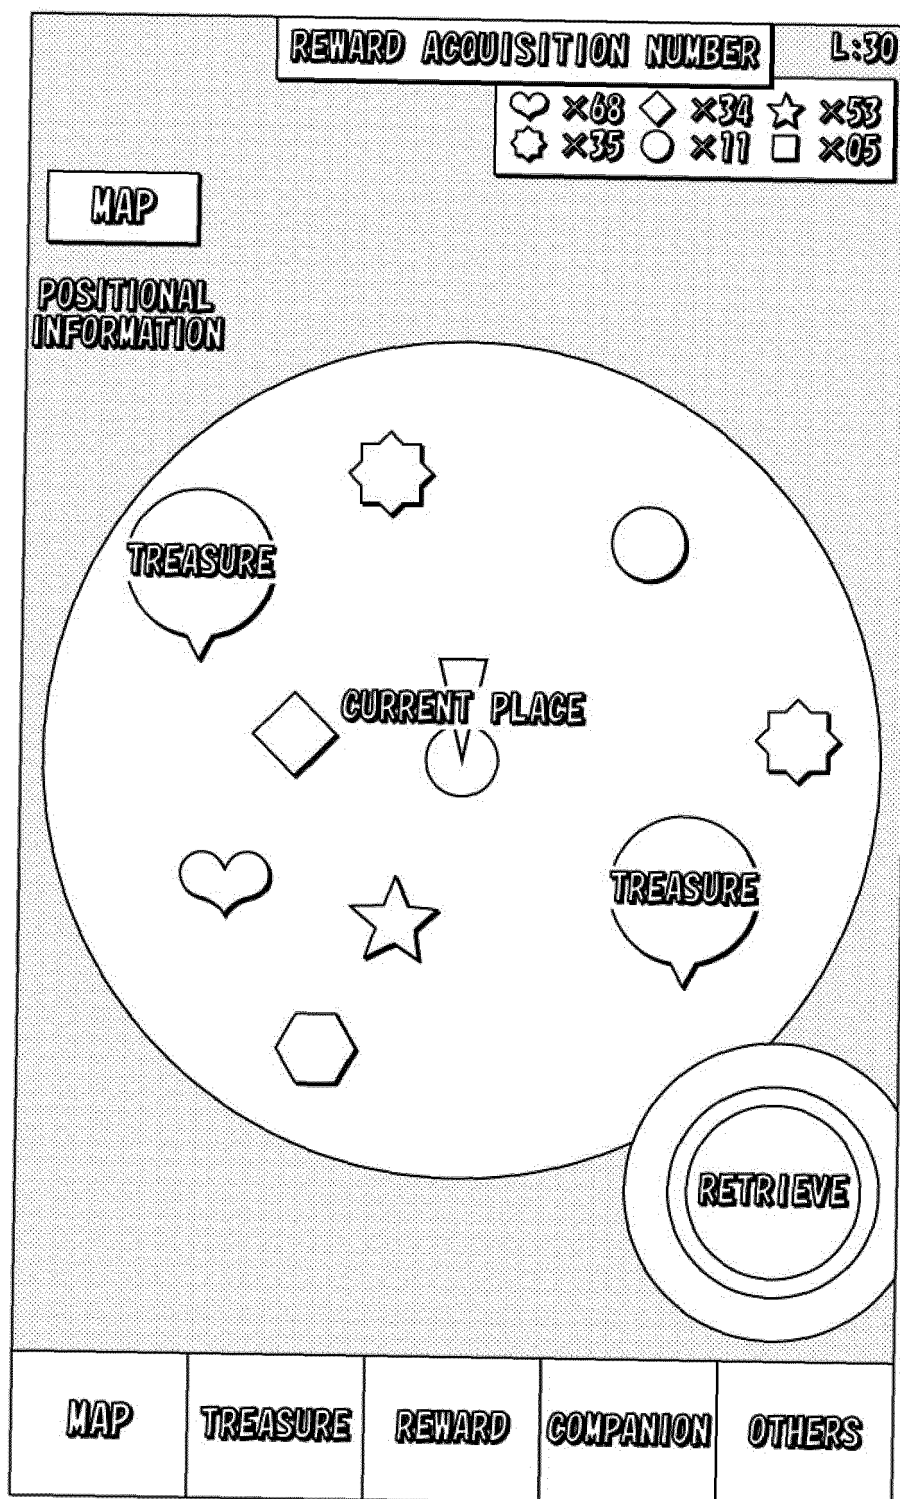 REWARD ACQUISITION NUMBER
L:30
×68 ×34 ×53
×35 ×11 ×05
MAP
POSITIONAL
INFORMATION
TREASURE
CURRENT PLACE
TREASURE
RETRIEVE
MAP TREASURE REWARD COMPANION OTHERS